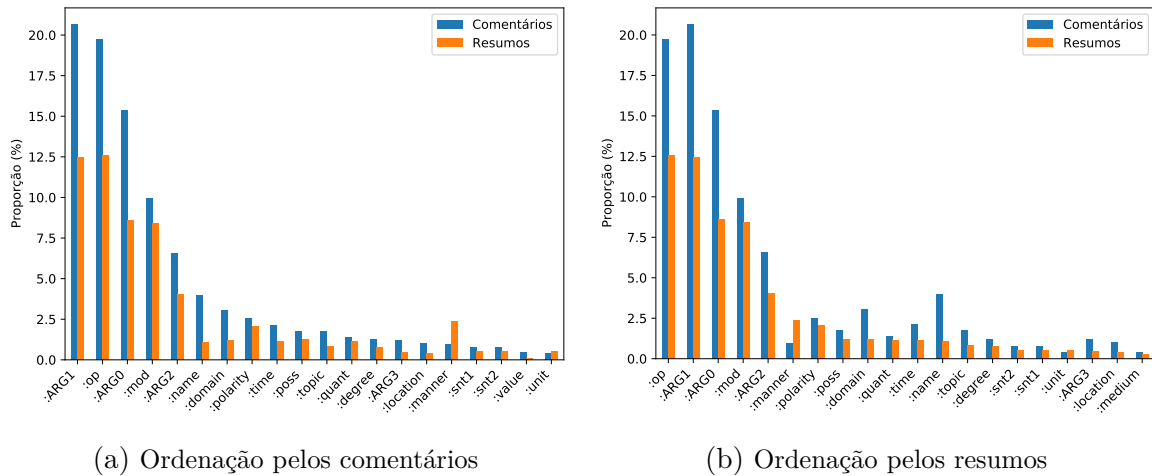 20.0
17.5
15.0
12.5
10.0
7.5
5.0
2.5
0.0
Proporção (%)
Comentários
Resumos
:ARG1
:op
:ARG0
:mod
:ARG2
:name
:domain
:polarity
:time
:poss
:topic
:quant
:degree
:ARG3
:location
:manner
:snt1
:snt2
:value
:unit
(a) Ordenação pelos comentários
20.0
17.5
15.0
12.5
10.0
7.5
5.0
2.5
0.0
Proporção (%)
Comentários
Resumos
:op
:ARG1
:ARG0
:mod
:ARG2
:manner
:polarity
:poss
:domain
:quant
:time
:name
:topic
:degree
:snt2
:snt1
:unit
:ARG3
:location
:medium
(b) Ordenação pelos resumos